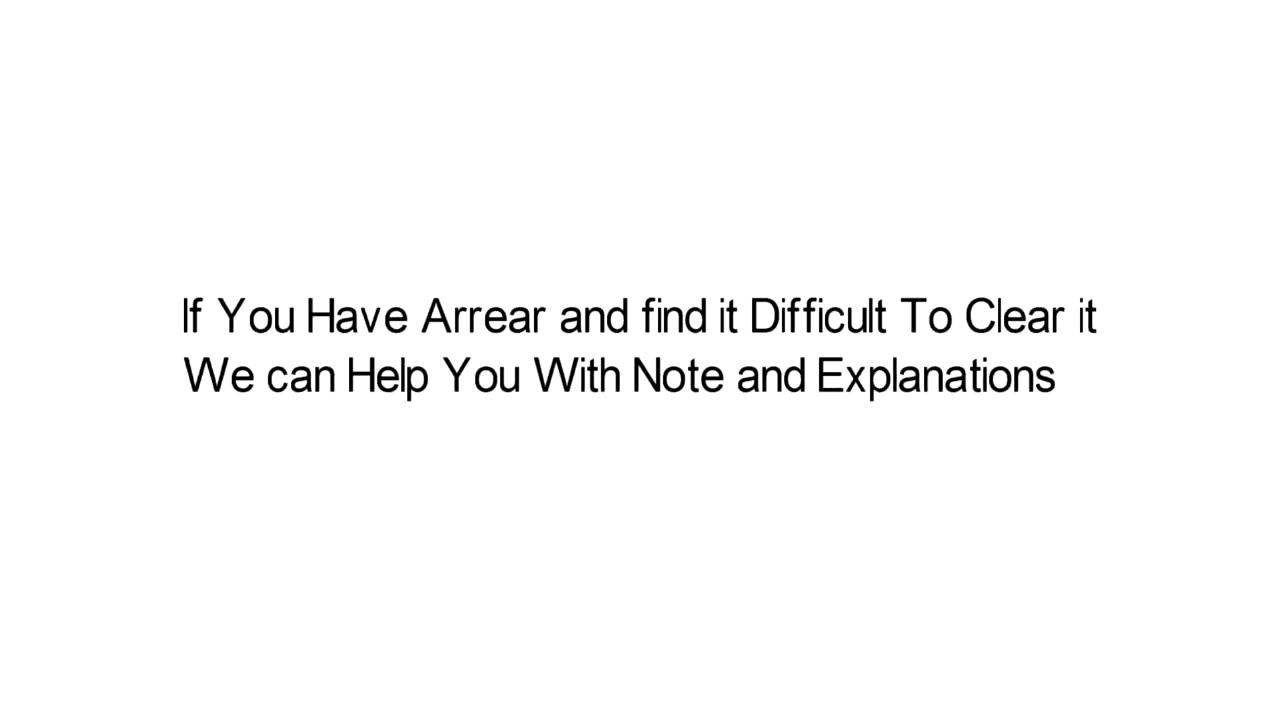 If You Have Arrear and find it Difficult To Clear it
We can Help You With Note and Explanations